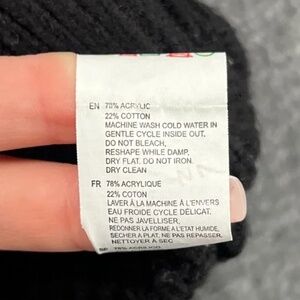 EN 78% ACRYLIC
22% COTTON
MACHINE WASH COLD WATER IN
GENTLE CYCLE INSIDE OUT.
DO NOT BLEACH,
RESHAPE WHILE DAMP.
DRY FLAT. DO NOT IRON.
DRY CLEAN
FR 78% ACRYLIQUE
22% COTON
LAVER À LA MACHINE À L'ENVERS
EAU FROIDE CYCLE DÉLICAT.
NE PAS JAVELLISER,
REDONNER LA FORME A L'ETAT HUMIDE,
SECHER A PLAT. NE PAS REPASSER.
NETTOYER A SEC